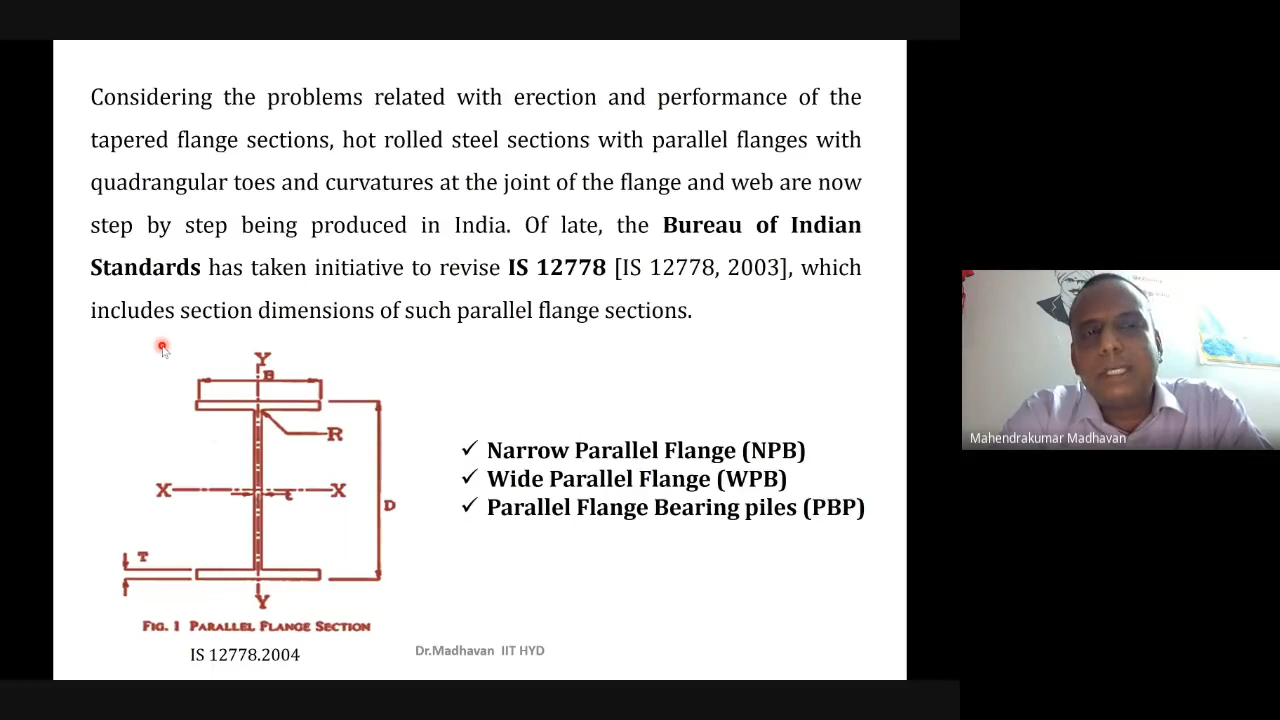 Considering the problems related with erection and performance of the
tapered flange sections, hot rolled steel sections with parallel flanges with
quadrangular toes and curvatures at the joint of the flange and web are now
step by step being produced in India. Of late, the Bureau of Indian
Standards has taken initiative to revise IS 12778 [IS 12778, 2003], which
includes section dimensions of such parallel flange sections.
Y
B
R
X X
t
D
T
Y
FIG. 1 PARALLEL FLANGE SECTION
IS 12778.2004
✓ Narrow Parallel Flange (NPB)
✓ Wide Parallel Flange (WPB)
✓ Parallel Flange Bearing piles (PBP)
Dr.Madhavan IIT HYD
Mahendrakumar Madhavan